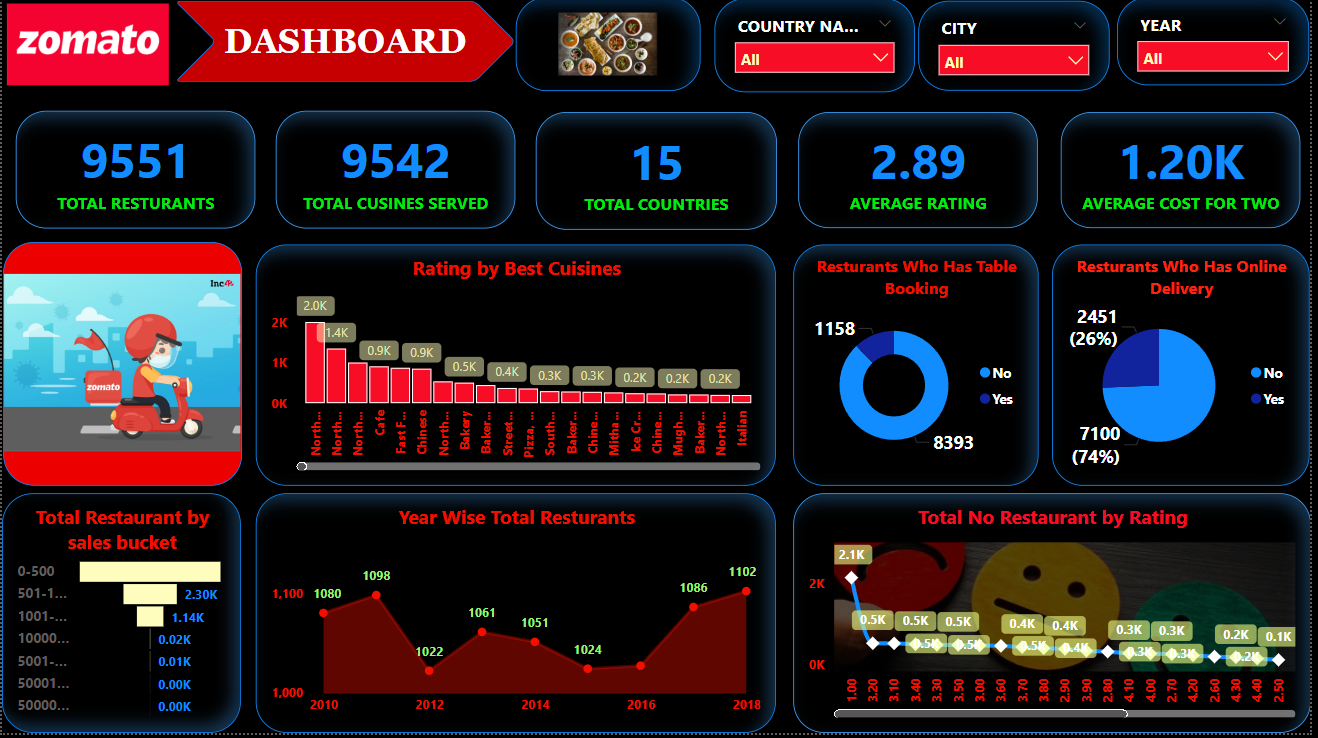 zomato
DASHBOARD
COUNTRY NA...
All
CITY
All
YEAR
All
9551
TOTAL RESTURANTS
9542
TOTAL CUSINES SERVED
15
TOTAL COUNTRIES
2.89
AVERAGE RATING
1.20K
AVERAGE COST FOR TWO
Inc42
zomato
Rating by Best Cuisines
2K
1K
0K
2.0K
1.4K
0.9K
0.9K
0.5K
0.4K
0.3K
0.3K
0.2K
0.2K
0.2K
North...
North...
North...
Cafe
Fast F...
Chinese
North...
Bakery
Baker...
Street...
Pizza,...
South...
Baker...
Chine...
Mitha...
Ice Cr...
Chine...
Mugh...
Baker...
North...
Italian
Resturants Who Has Table
Booking
1158
8393
No
Yes
Resturants Who Has Online
Delivery
2451
(26%)
7100
(74%)
No
Yes
Total Restaurant by
sales bucket
0-500
501-1...
2.30K
1001-...
1.14K
10000...
0.02K
5001-...
0.01K
50001...
0.00K
50000...
0.00K
Year Wise Total Resturants
1,100
1,000
1080
1098
1022
1061
1051
1024
1086
1102
2010
2012
2014
2016
2018
Total No Restaurant by Rating
2K
0K
2.1K
0.5K
0.5K
0.5K
0.5K
0.5K
0.4K
0.5K
0.4K
0.4K
0.3K
0.3K
0.3K
0.3K
0.2K
0.2K
0.1K
1.00
3.20
3.10
3.40
3.30
3.50
3.00
3.60
3.70
3.80
2.90
3.90
2.80
4.10
4.00
2.70
4.20
2.60
4.30
4.40
2.50